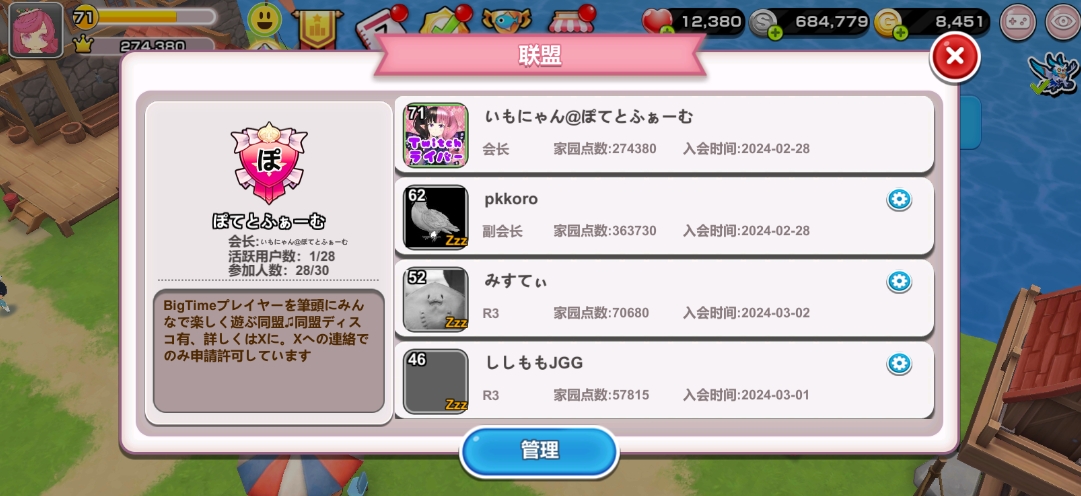 71
274,380
12,380
684,779
8,451
联盟
ぽ
ぽてとふぁーむ
会长:いもにゃん@ぽてとふぁーむ
活跃用户数: 1/28
参加人数: 28/30
BigTimeプレイヤーを筆頭にみん
なで楽しく遊ぶ同盟♫同盟ディス
コ有、詳しくはXに。Xへの連絡で
のみ申請許可しています
71
Twitch
ライバー
いもにゃん@ぽてとふぁーむ
会长 家园点数:274380 入会时间:2024-02-28
62
Zzz
pkkoro
副会长 家园点数:363730 入会时间:2024-02-28
52
Zzz
みすてぃ
R3 家园点数:70680 入会时间:2024-03-02
46
Zzz
ししももJGG
R3 家园点数:57815 入会时间:2024-03-01
管理